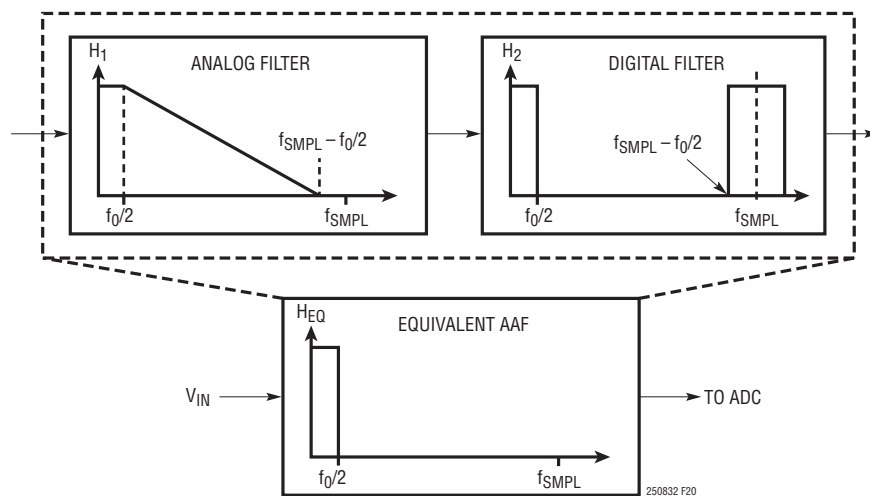 H1
ANALOG FILTER
fSMPL – f0/2
f0/2
fSMPL
H2
DIGITAL FILTER
fSMPL – f0/2
f0/2
fSMPL
HEQ
EQUIVALENT AAF
VIN
TO ADC
f0/2
fSMPL
250832 F20